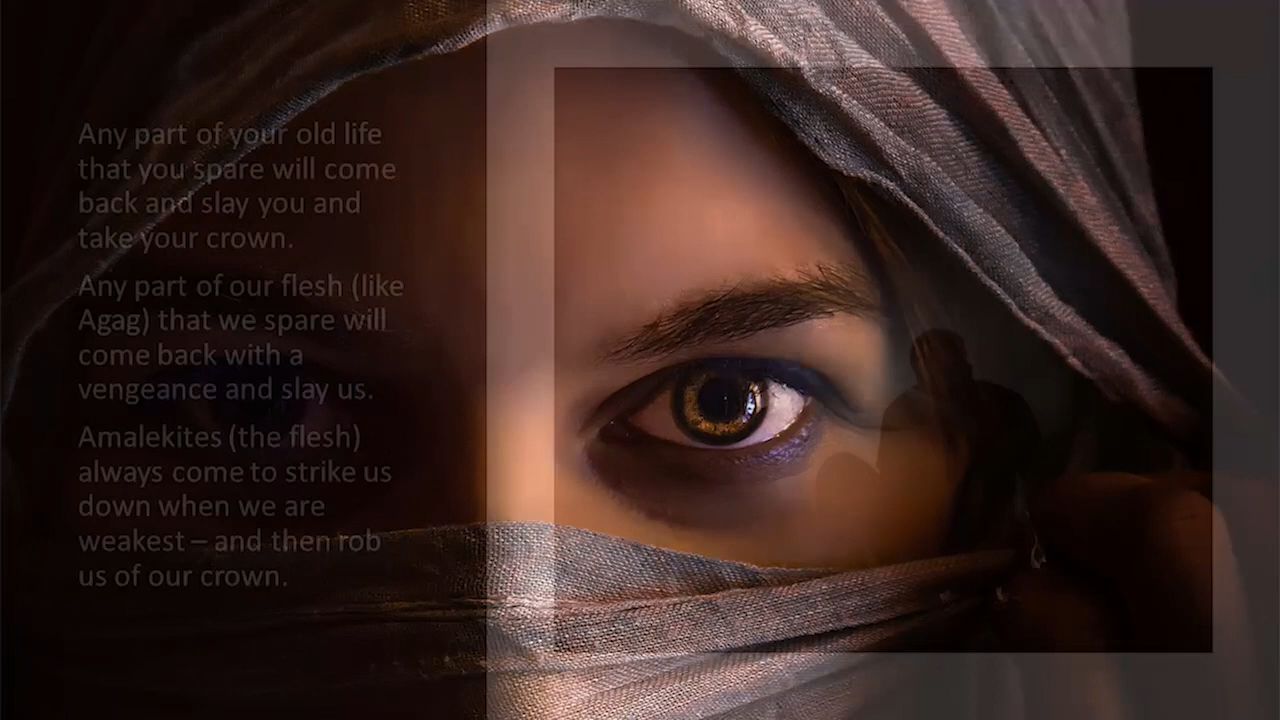 Any part of your old life
that you spare will come
back and slay you and
take your crown.
Any part of our flesh (like
Agag) that we spare will
come back with a
vengeance and slay us.
Amalekites (the flesh)
always come to strike us
down when we are
weakest – and then rob
us of our crown.